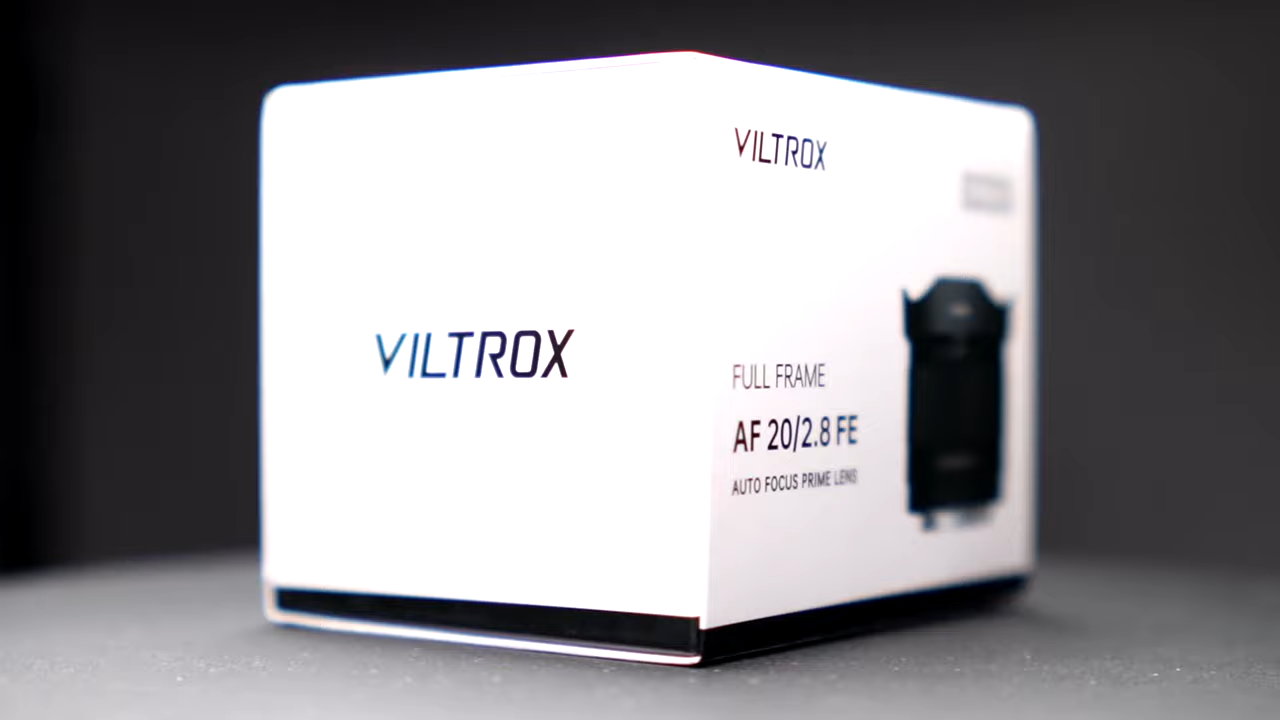 VILTROX
VILTROX
FULL FRAME
AF 20/2.8 FE
AUTO FOCUS PRIME LENS